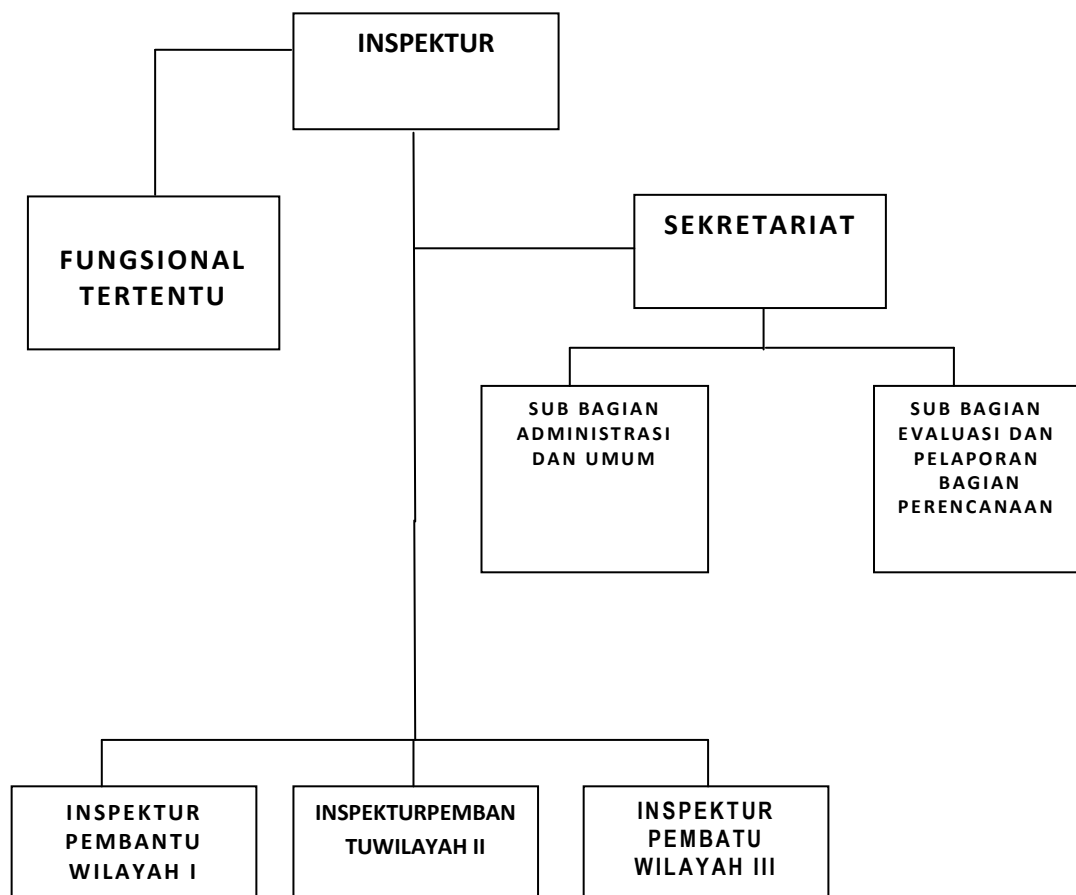 INSPEKTUR
FUNGSIONAL
TERTENTU
SEKRETARIAT
SUB BAGIAN
ADMINISTRASI
DAN UMUM
SUB BAGIAN
EVALUASI DAN
PELAPORAN
BAGIAN
PERENCANAAN
INSPEKTUR
PEMBANTU
WILAYAH I
INSPEKTURPEMBAN
TUWILAYAH II
INSPEKTUR
PEMBATU
WILAYAH III